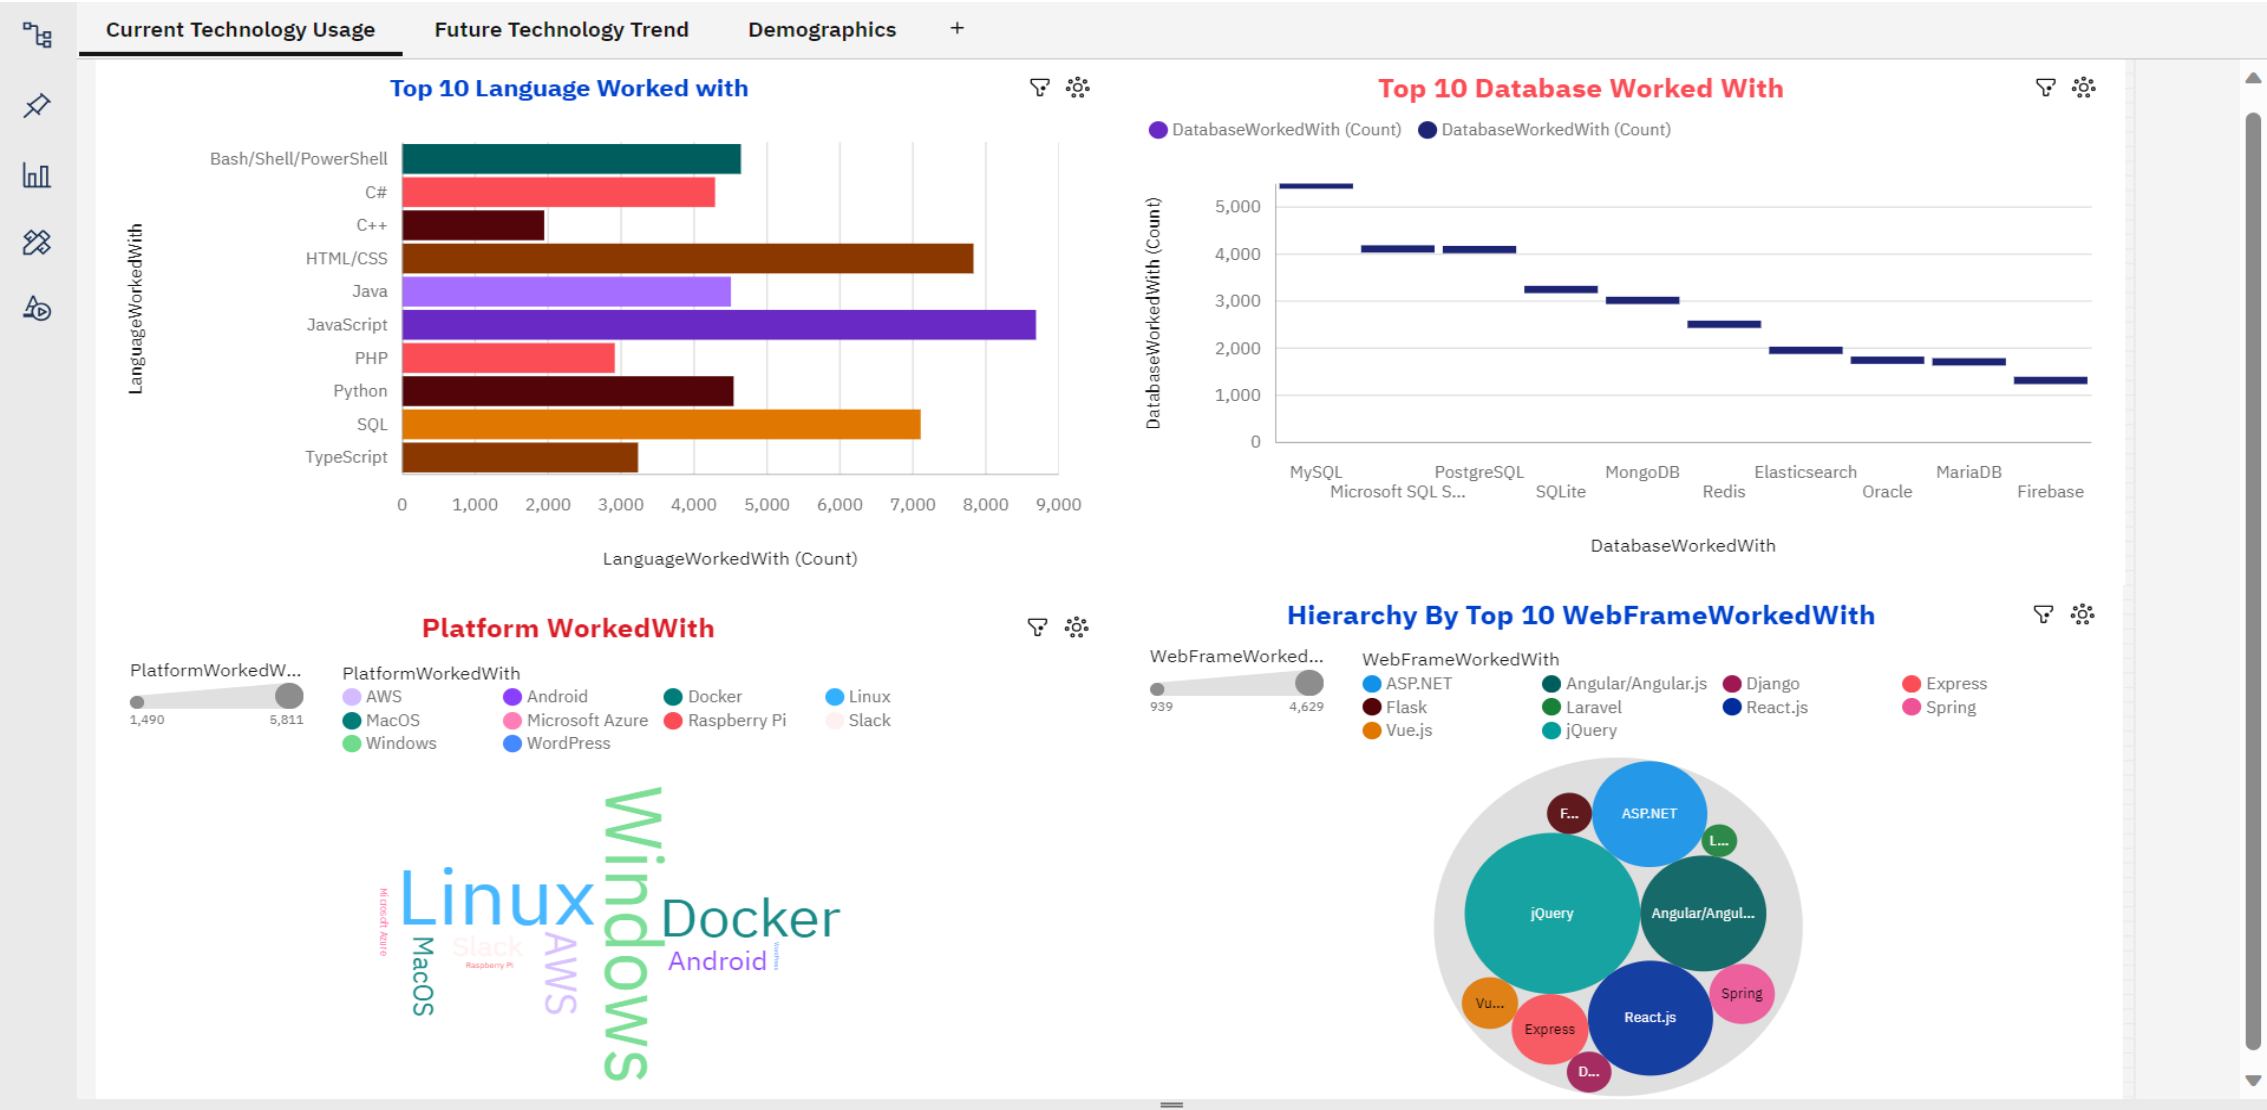 Current Technology Usage Future Technology Trend Demographics +
Top 10 Language Worked with
LanguageWorkedWith
Bash/Shell/PowerShell
C#
C++
HTML/CSS
Java
JavaScript
PHP
Python
SQL
TypeScript
0 1,000 2,000 3,000 4,000 5,000 6,000 7,000 8,000 9,000
LanguageWorkedWith (Count)
Top 10 Database Worked With
DatabaseWorkedWith (Count) DatabaseWorkedWith (Count)
DatabaseWorkedWith (Count)
5,000
4,000
3,000
2,000
1,000
0
MySQL PostgreSQL MongoDB Elasticsearch MariaDB
Microsoft SQL S... SQLite Redis Oracle Firebase
DatabaseWorkedWith
Platform WorkedWith
PlatformWorkedW...
1,490 5,811
PlatformWorkedWith
AWS Android Docker Linux
MacOS Microsoft Azure Raspberry Pi Slack
Windows WordPress
Microsoft Azure
Linux
MacOS
Slack
Raspberry Pi
AWS
Windows
Docker
Android
WordPress
Hierarchy By Top 10 WebFrameWorkedWith
WebFrameWorked...
939 4,629
WebFrameWorkedWith
ASP.NET Angular/Angular.js Django Express
Flask Laravel React.js Spring
Vue.js jQuery
F... ASP.NET
L...
jQuery Angular/Angul...
Vu... Spring
Express React.js
D...